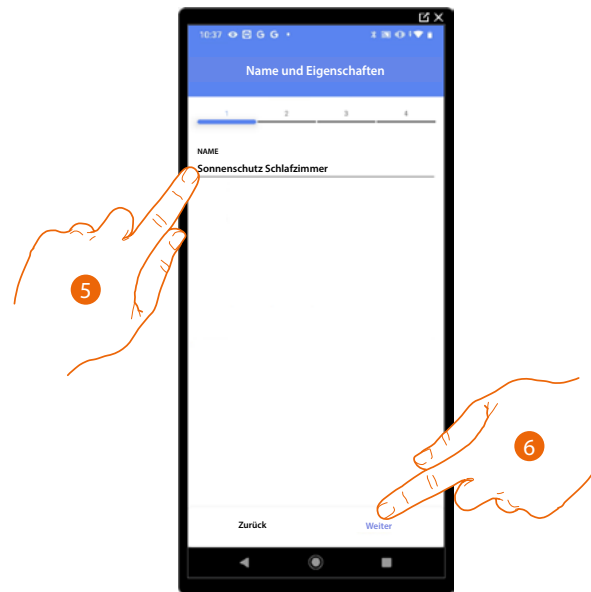 10:37 G G
Name und Eigenschaften
1 2 3 4
NAME
Sonnenschutz Schlafzimmer
5
6
Zurück Weiter